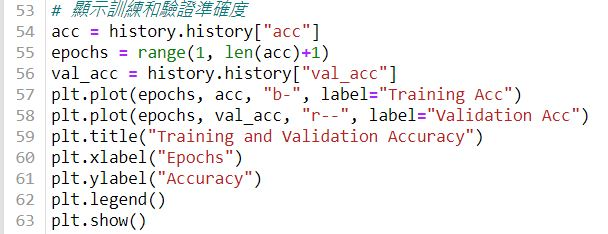 53 # 顯示訓練和驗證準確度
54 acc = history.history["acc"]
55 epochs = range(1, len(acc)+1)
56 val_acc = history.history["val_acc"]
57 plt.plot(epochs, acc, "b-", label="Training Acc")
58 plt.plot(epochs, val_acc, "r--", label="Validation Acc")
59 plt.title("Training and Validation Accuracy")
60 plt.xlabel("Epochs")
61 plt.ylabel("Accuracy")
62 plt.legend()
63 plt.show()